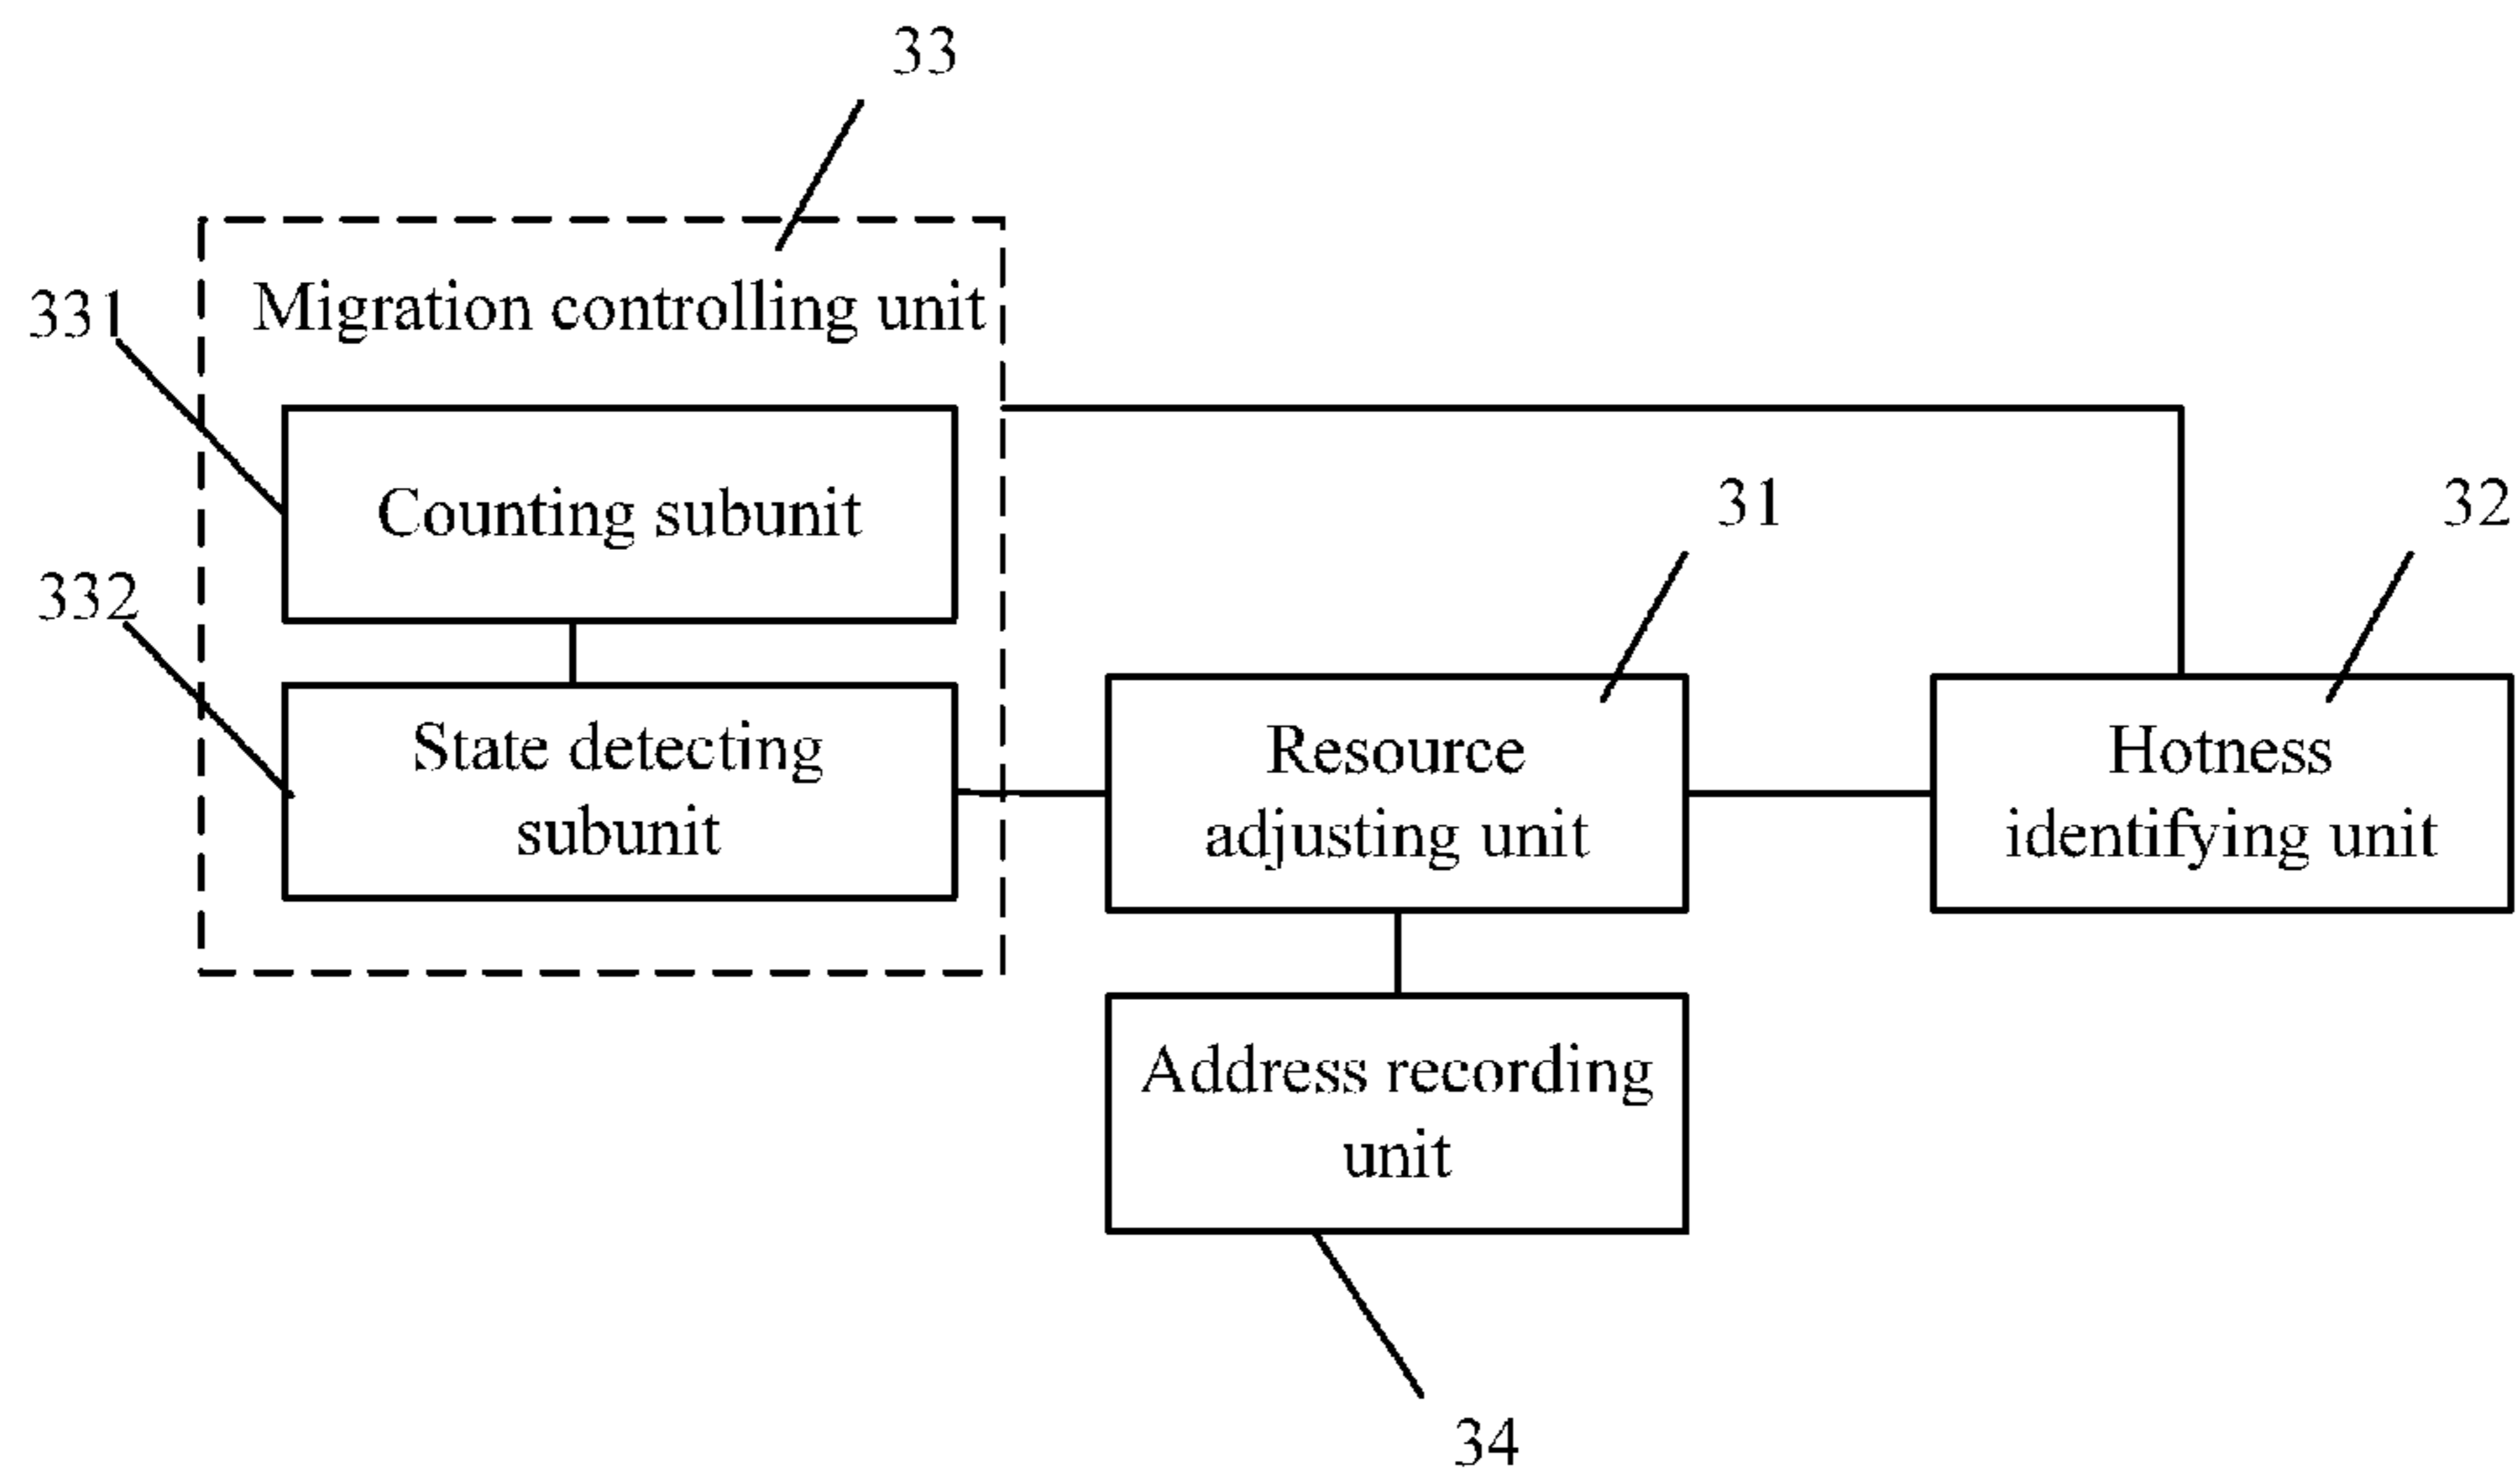 33
Migration controlling unit
331
Counting subunit
31
32
332
State detecting
subunit
Resource
adjusting unit
Hotness
identifying unit
Address recording
unit
34